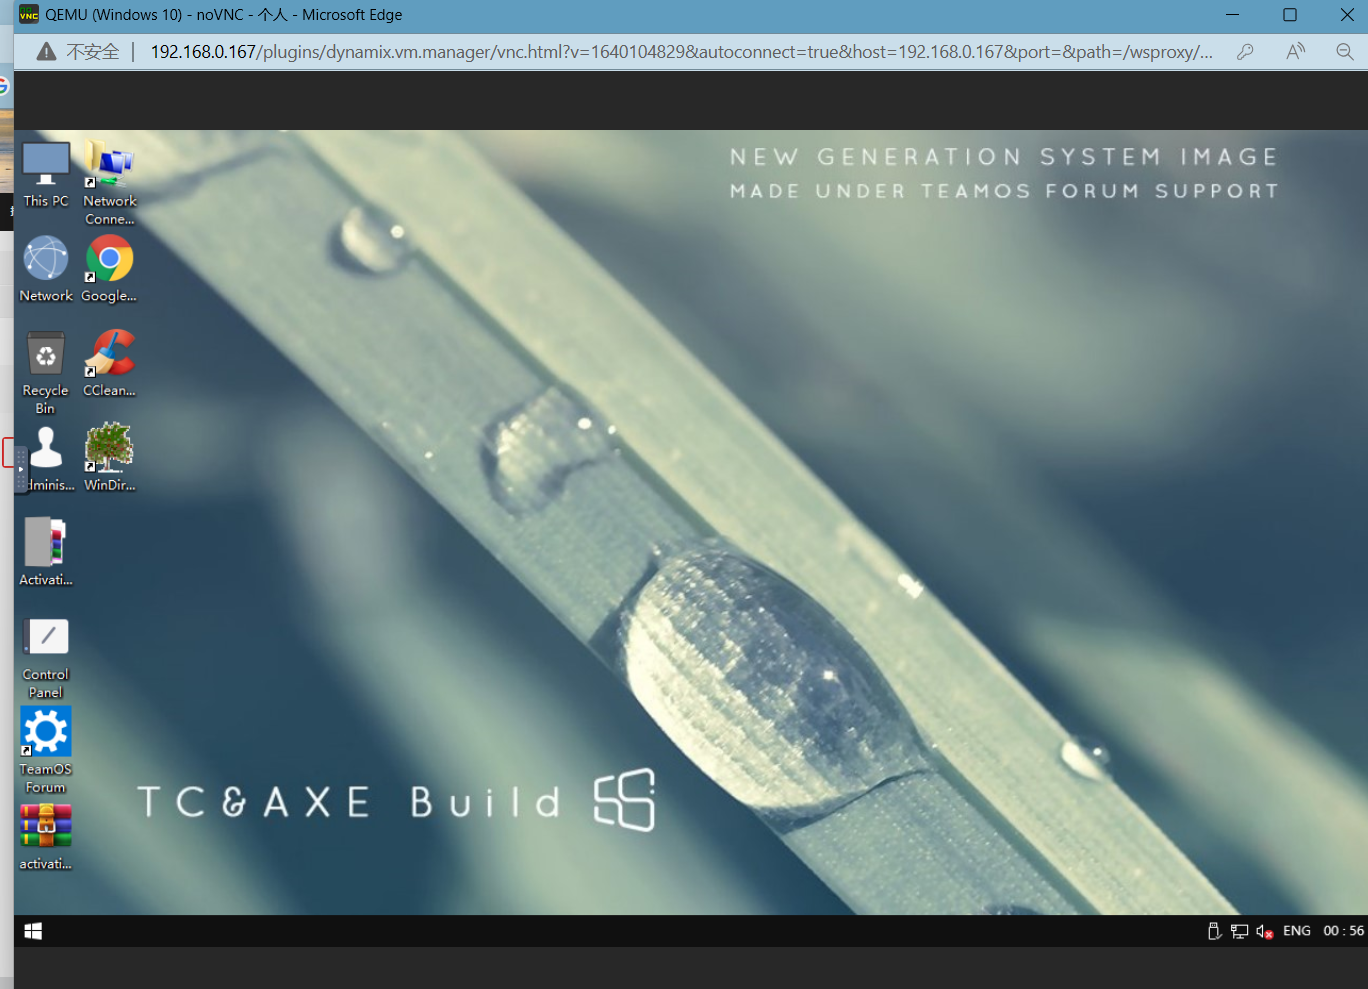 QEMU (Windows 10) - noVNC - 个人 - Microsoft Edge
不安全
192.168.0.167/plugins/dynamix.vm.manager/vnc.html?v=1640104829&autoconnect=true&host=192.168.0.167&port=&path=/wsproxy/...
NEW GENERATION SYSTEM IMAGE
MADE UNDER TEAMOS FORUM SUPPORT
This PC
Network
Conne...
Network
Google...
Recycle
Bin
CClean...
dminis...
WinDir...
Activati...
Control
Panel
TeamOS
Forum
activati...
TC&AXE Build
ENG
00 : 56